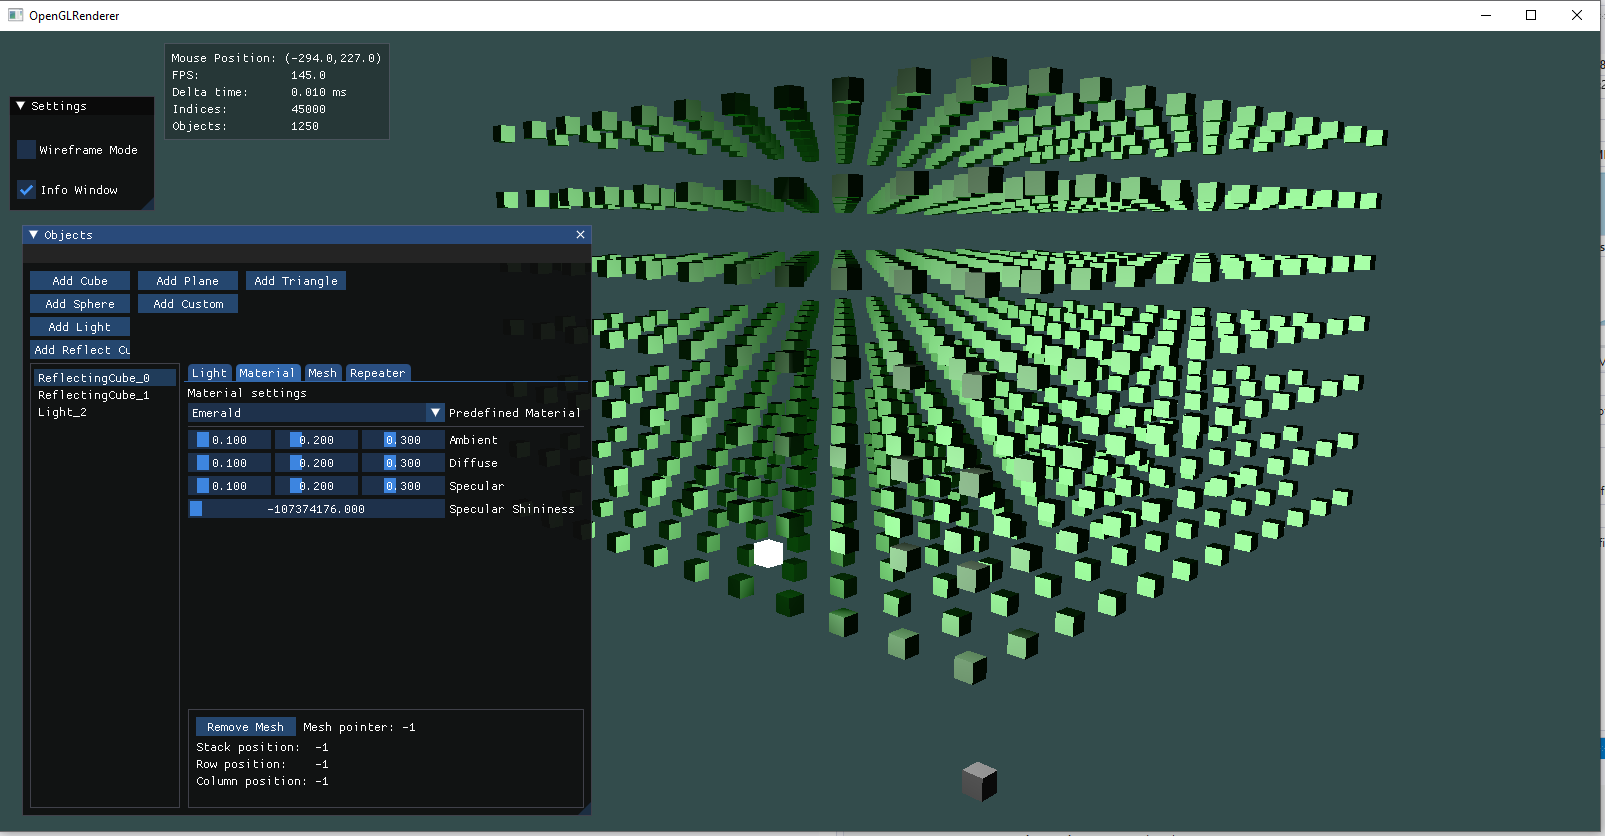 OpenGLRenderer
Mouse Position: (-294.0,227.0)
FPS: 145.0
Delta time: 0.010 ms
Indices: 45000
Objects: 1250
Settings
Wireframe Mode
Info Window
Objects
Add Cube Add Plane Add Triangle
Add Sphere Add Custom
Add Light
Add Reflect Cu
ReflectingCube_0
ReflectingCube_1
Light_2
Light Material Mesh Repeater
Material settings
Emerald Predefined Material
0.100 0.200 0.300 Ambient
0.100 0.200 0.300 Diffuse
0.100 0.200 0.300 Specular
-107374176.000 Specular Shininess
Remove Mesh Mesh pointer: -1
Stack position: -1
Row position: -1
Column position: -1